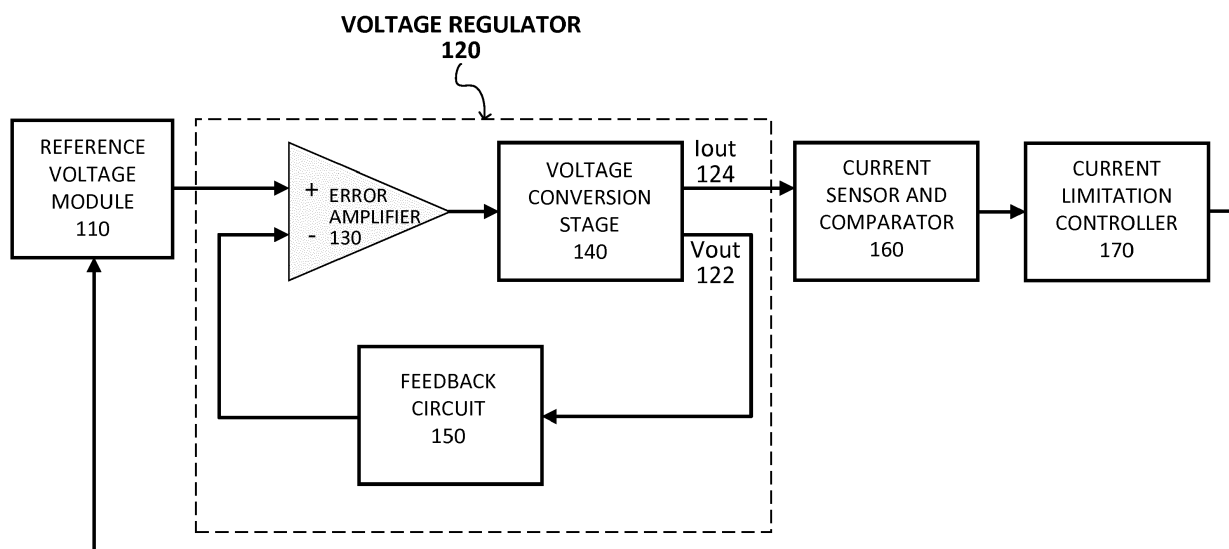 VOLTAGE REGULATOR
120
REFERENCE
VOLTAGE
MODULE
110
+
-
ERROR
AMPLIFIER
130
VOLTAGE
CONVERSION
STAGE
140
Iout
124
Vout
122
CURRENT
SENSOR AND
COMPARATOR
160
CURRENT
LIMITATION
CONTROLLER
170
FEEDBACK
CIRCUIT
150